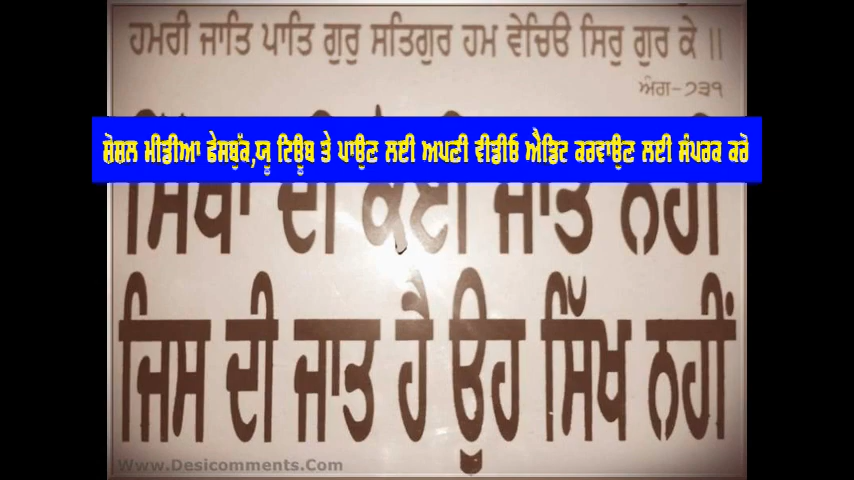 ਹਮਰੀ ਜਾਤਿ ਪਾਤਿ ਗੁਰੁ ਸਤਿਗੁਰ ਹਮ ਵੇਚਿਓ ਸਿਰੁ ਗੁਰ ਕੇ ॥
ਅੰਗ-੭੩੧
ਸ਼ੋਸ਼ਲ ਮੀਡੀਆ ਫੇਸਬੁੱਕ,ਯੂ ਟਿਊਬ ਤੇ ਪਾਉਣ ਲਈ ਅਪਣੀ ਵੀਡੀਓ ਐਡਿਟ ਕਰਵਾਉਣ ਲਈ ਸੰਪਰਕ ਕਰੋ
ਸਿੱਖਾਂ ਦੀ ਕੋਈ ਜਾਤ ਨਹੀਂ
ਜਿਸ ਦੀ ਜਾਤ ਹੈ ਉਹ ਸਿੱਖ ਨਹੀਂ
Www.Desicomments.Com